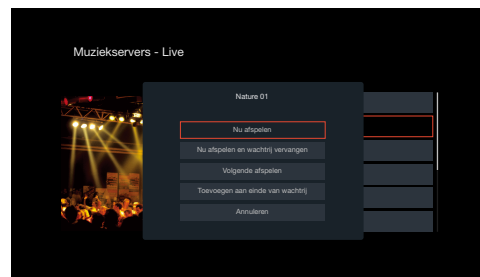 Muziekservers - Live
Nature 01
Nu afspelen
Nu afspelen en wachtrij vervangen
Volgende afspelen
Toevoegen aan einde van wachtrij
Annuleren